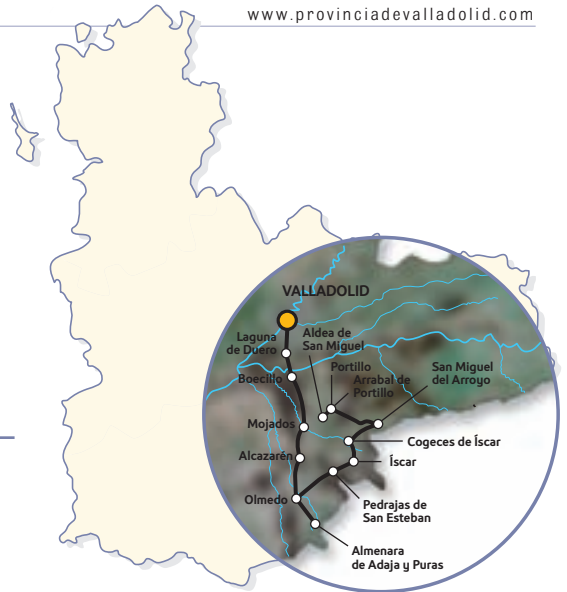 www.provinciadevalladolid.com
VALLADOLID
Laguna
de Duero
Aldea de
San Miguel
Portillo
Arrabal de
Portillo
San Miguel
del Arroyo
Boecillo
Mojados
Cogeces de Íscar
Alcazarén
Íscar
Olmedo
Pedrajas de
San Esteban
Almenara
de Adaja y Puras